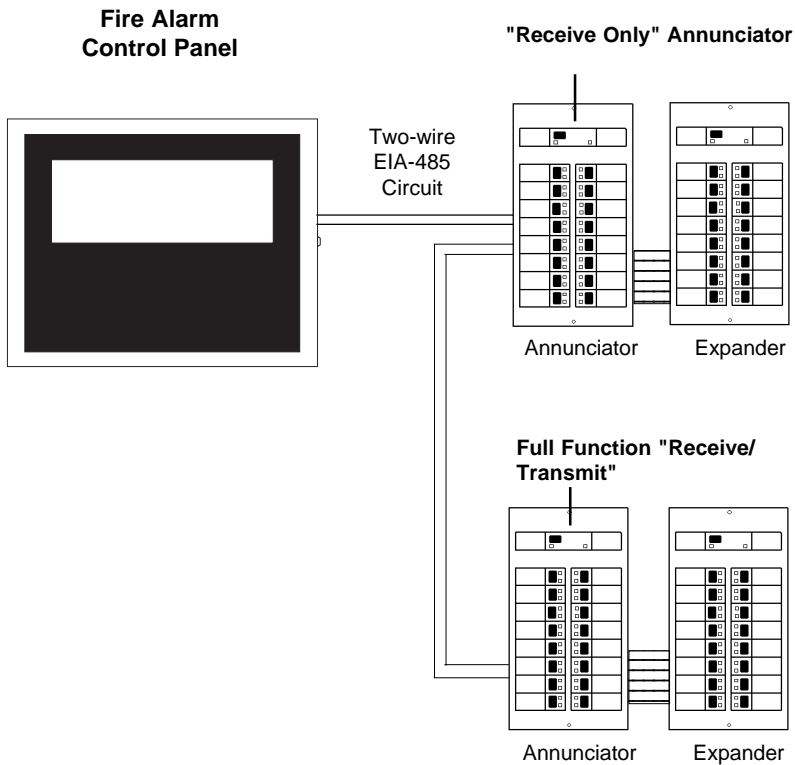 Fire Alarm
Control Panel
"Receive Only" Annunciator
Two-wire
EIA-485
Circuit
Annunciator
Expander
Full Function "Receive/
Transmit"
Annunciator
Expander